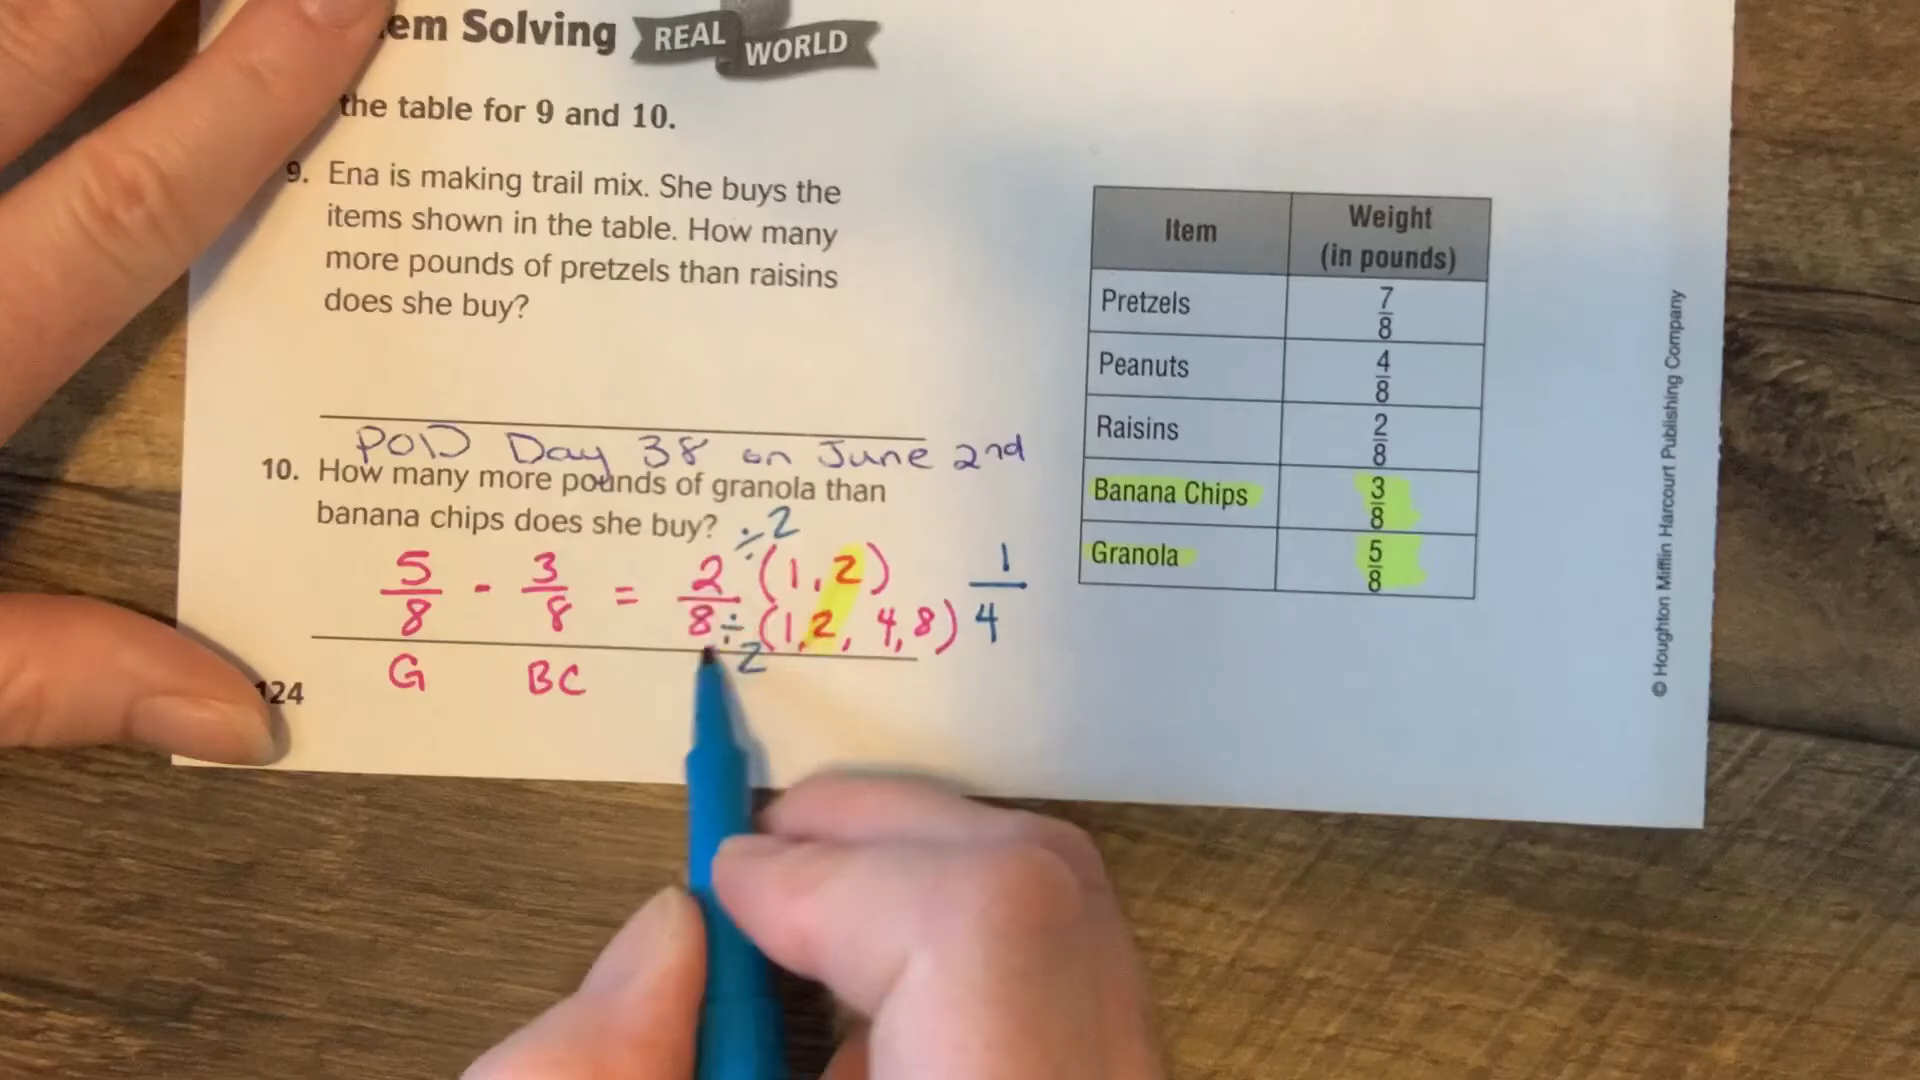 em Solving REAL WORLD
the table for 9 and 10.
9. Ena is making trail mix. She buys the
items shown in the table. How many
more pounds of pretzels than raisins
does she buy?
POD Day 38 on June 2nd
10. How many more pounds of granola than
banana chips does she buy? ÷2
5/8 - 3/8 = 2/8 (1, 2) 1/4
÷2 (1, 2, 4, 8)
G BC
124
Item Weight
(in pounds)
Pretzels 7/8
Peanuts 4/8
Raisins 2/8
Banana Chips 3/8
Granola 5/8
© Houghton Mifflin Harcourt Publishing Company